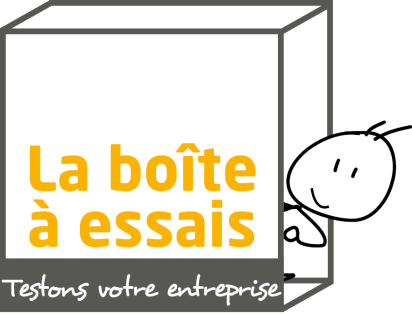 La boîte
à essais
Testons votre entreprise